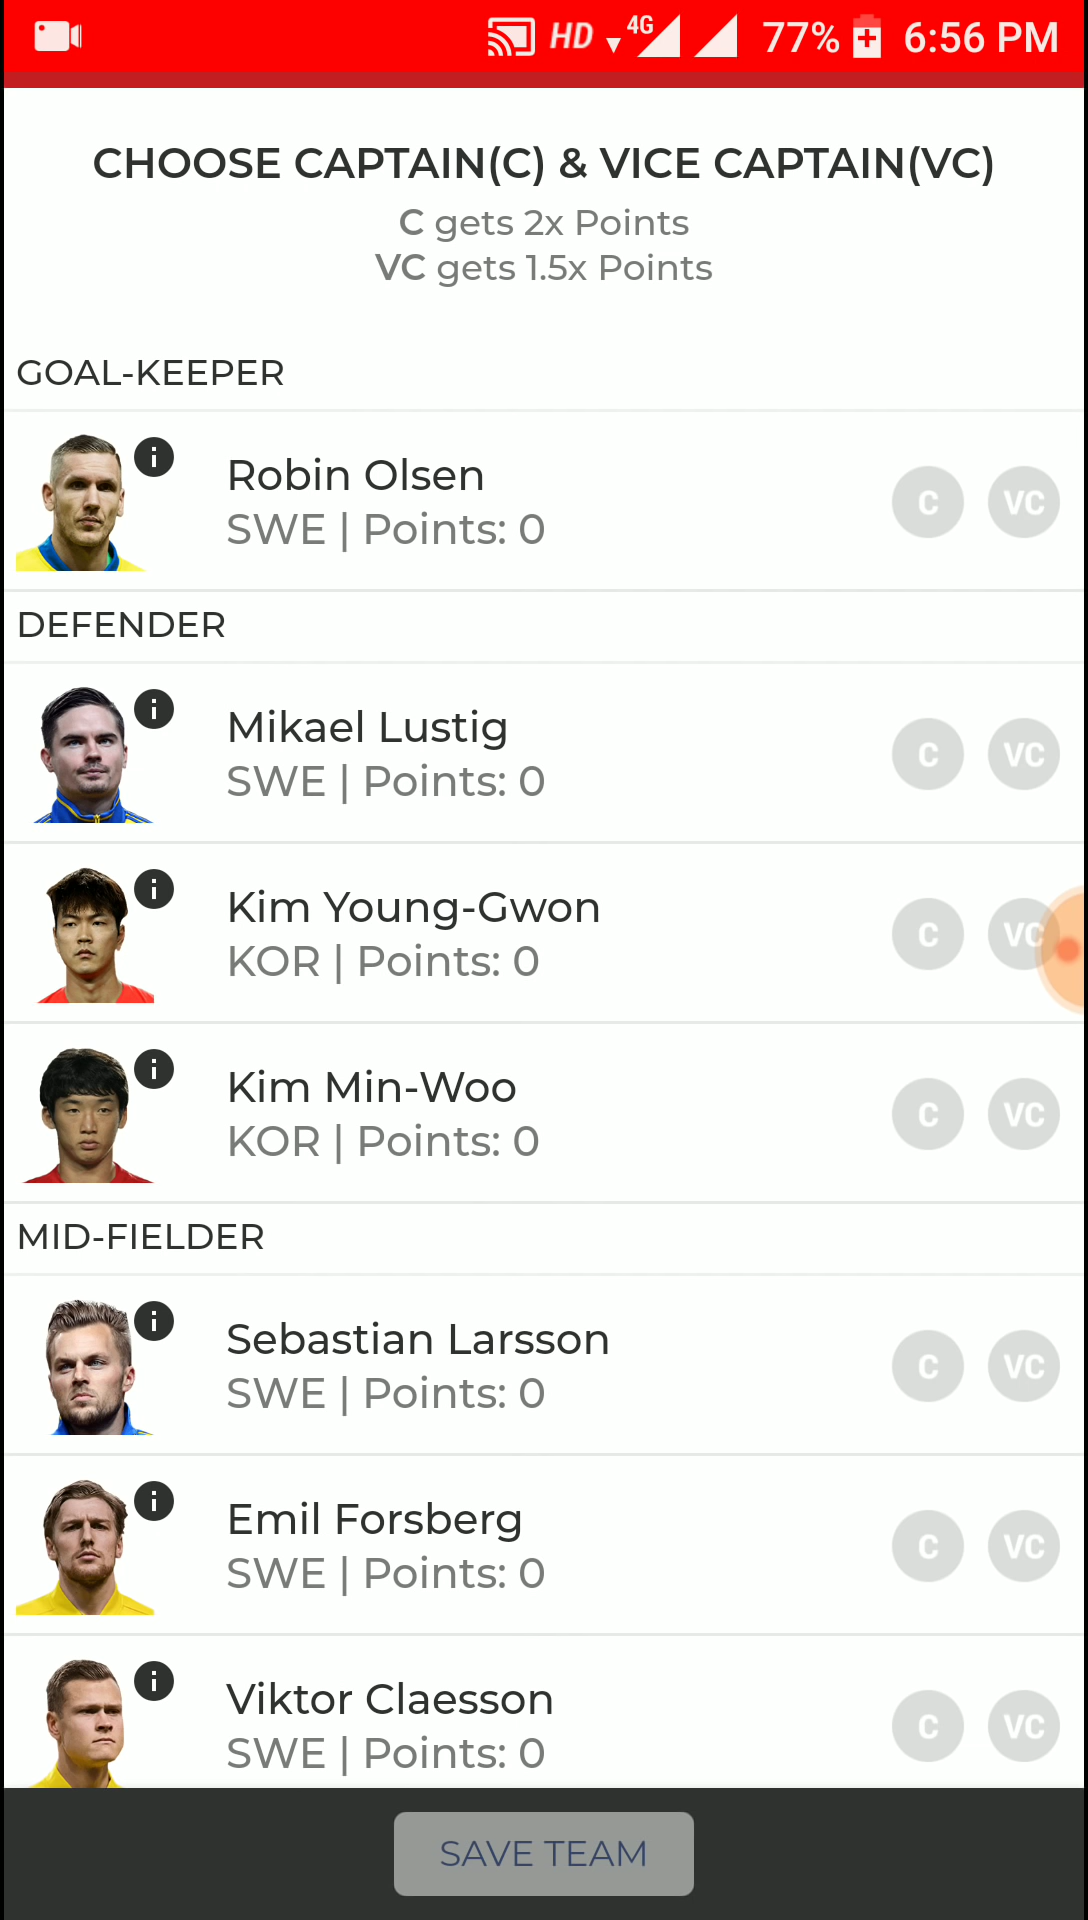 HD 4G 77% 6:56 PM
CHOOSE CAPTAIN(C) & VICE CAPTAIN(VC)
C gets 2x Points
VC gets 1.5x Points
GOAL-KEEPER
i Robin Olsen
SWE | Points: 0
C VC
DEFENDER
i Mikael Lustig
SWE | Points: 0
C VC
i Kim Young-Gwon
KOR | Points: 0
C VC
i Kim Min-Woo
KOR | Points: 0
C VC
MID-FIELDER
i Sebastian Larsson
SWE | Points: 0
C VC
i Emil Forsberg
SWE | Points: 0
C VC
i Viktor Claesson
SWE | Points: 0
C VC
SAVE TEAM